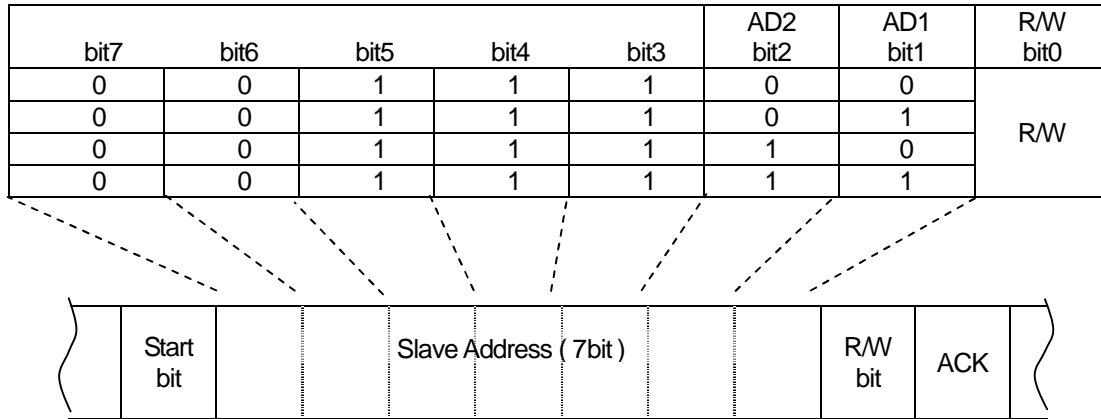 AD2 AD1 R/W
bit7 bit6 bit5 bit4 bit3 bit2 bit1 bit0
0 0 1 1 1 0 0
0 0 1 1 1 0 1
R/W
0 0 1 1 1 1 0
0 0 1 1 1 1 1
Start bit Slave Address ( 7bit ) R/W bit ACK